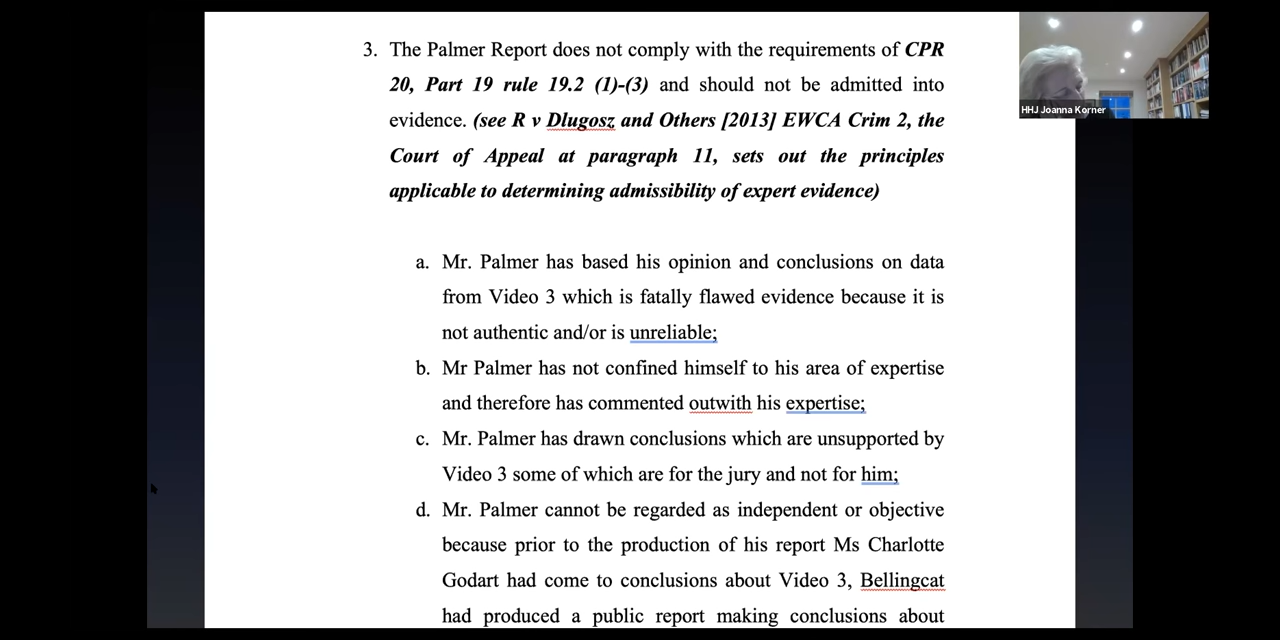 3. The Palmer Report does not comply with the requirements of CPR
20, Part 19 rule 19.2 (1)-(3) and should not be admitted into
evidence. (see R v Dlugosz and Others [2013] EWCA Crim 2, the
Court of Appeal at paragraph 11, sets out the principles
applicable to determining admissibility of expert evidence)
a. Mr. Palmer has based his opinion and conclusions on data
from Video 3 which is fatally flawed evidence because it is
not authentic and/or is unreliable;
b. Mr Palmer has not confined himself to his area of expertise
and therefore has commented outwith his expertise;
c. Mr. Palmer has drawn conclusions which are unsupported by
Video 3 some of which are for the jury and not for him;
d. Mr. Palmer cannot be regarded as independent or objective
because prior to the production of his report Ms Charlotte
Godart had come to conclusions about Video 3, Bellingcat
had produced a public report making conclusions about
HHJ Joanna Korner